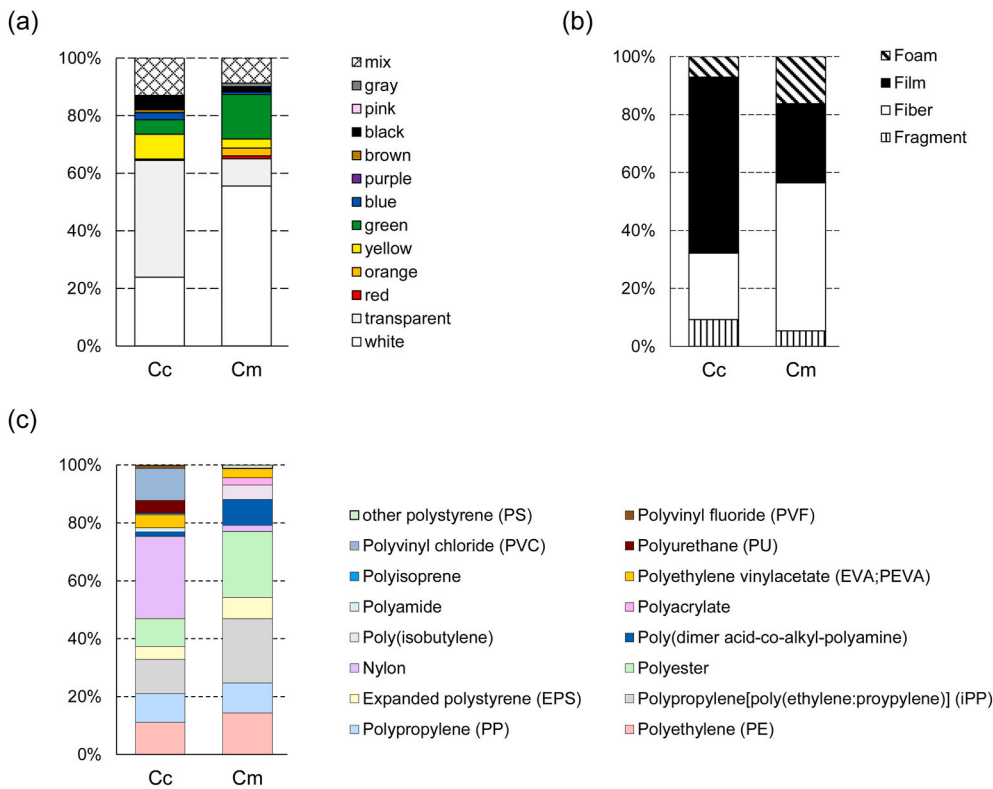 (a)
100%
80%
60%
40%
20%
0%
Cc
Cm
mix
gray
pink
black
brown
purple
blue
green
yellow
orange
red
transparent
white
(b)
100%
80%
60%
40%
20%
0%
Cc
Cm
Foam
Film
Fiber
Fragment
(c)
100%
80%
60%
40%
20%
0%
Cc
Cm
other polystyrene (PS)
Polyvinyl chloride (PVC)
Polyisoprene
Polyamide
Poly(isobutylene)
Nylon
Expanded polystyrene (EPS)
Polypropylene (PP)
Polyvinyl fluoride (PVF)
Polyurethane (PU)
Polyethylene vinylacetate (EVA;PEVA)
Polyacrylate
Poly(dimer acid-co-alkyl-polyamine)
Polyester
Polypropylene[poly(ethylene:proypylene)] (iPP)
Polyethylene (PE)